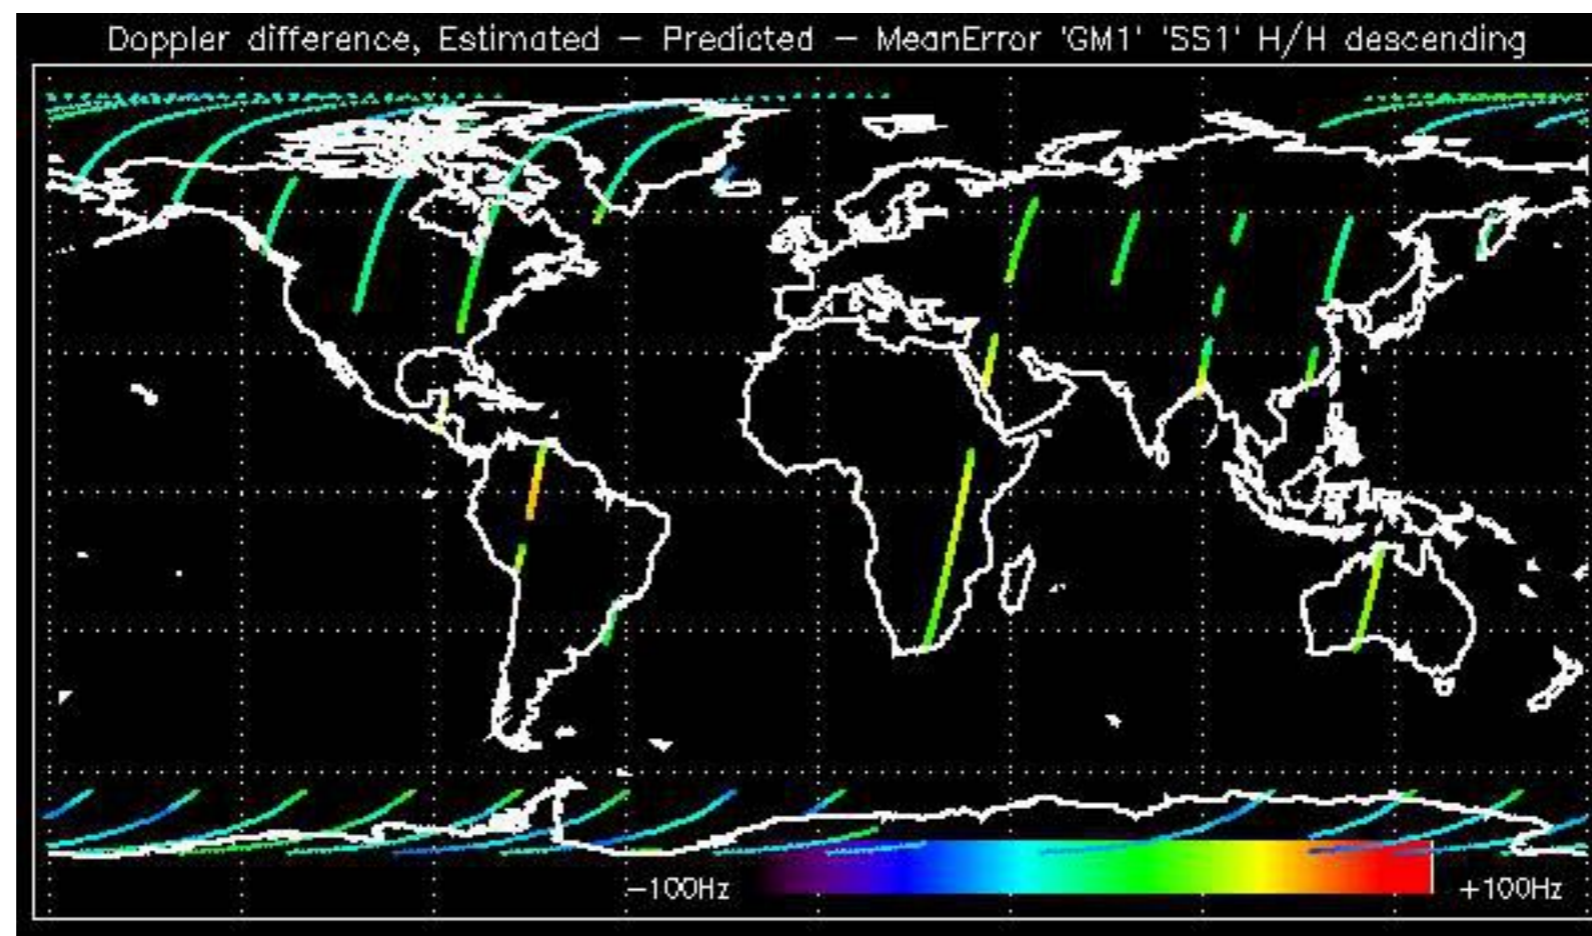 Doppler difference, Estimated – Predicted – MeanError 'GM1' 'SS1' H/H descending
–100Hz
+100Hz